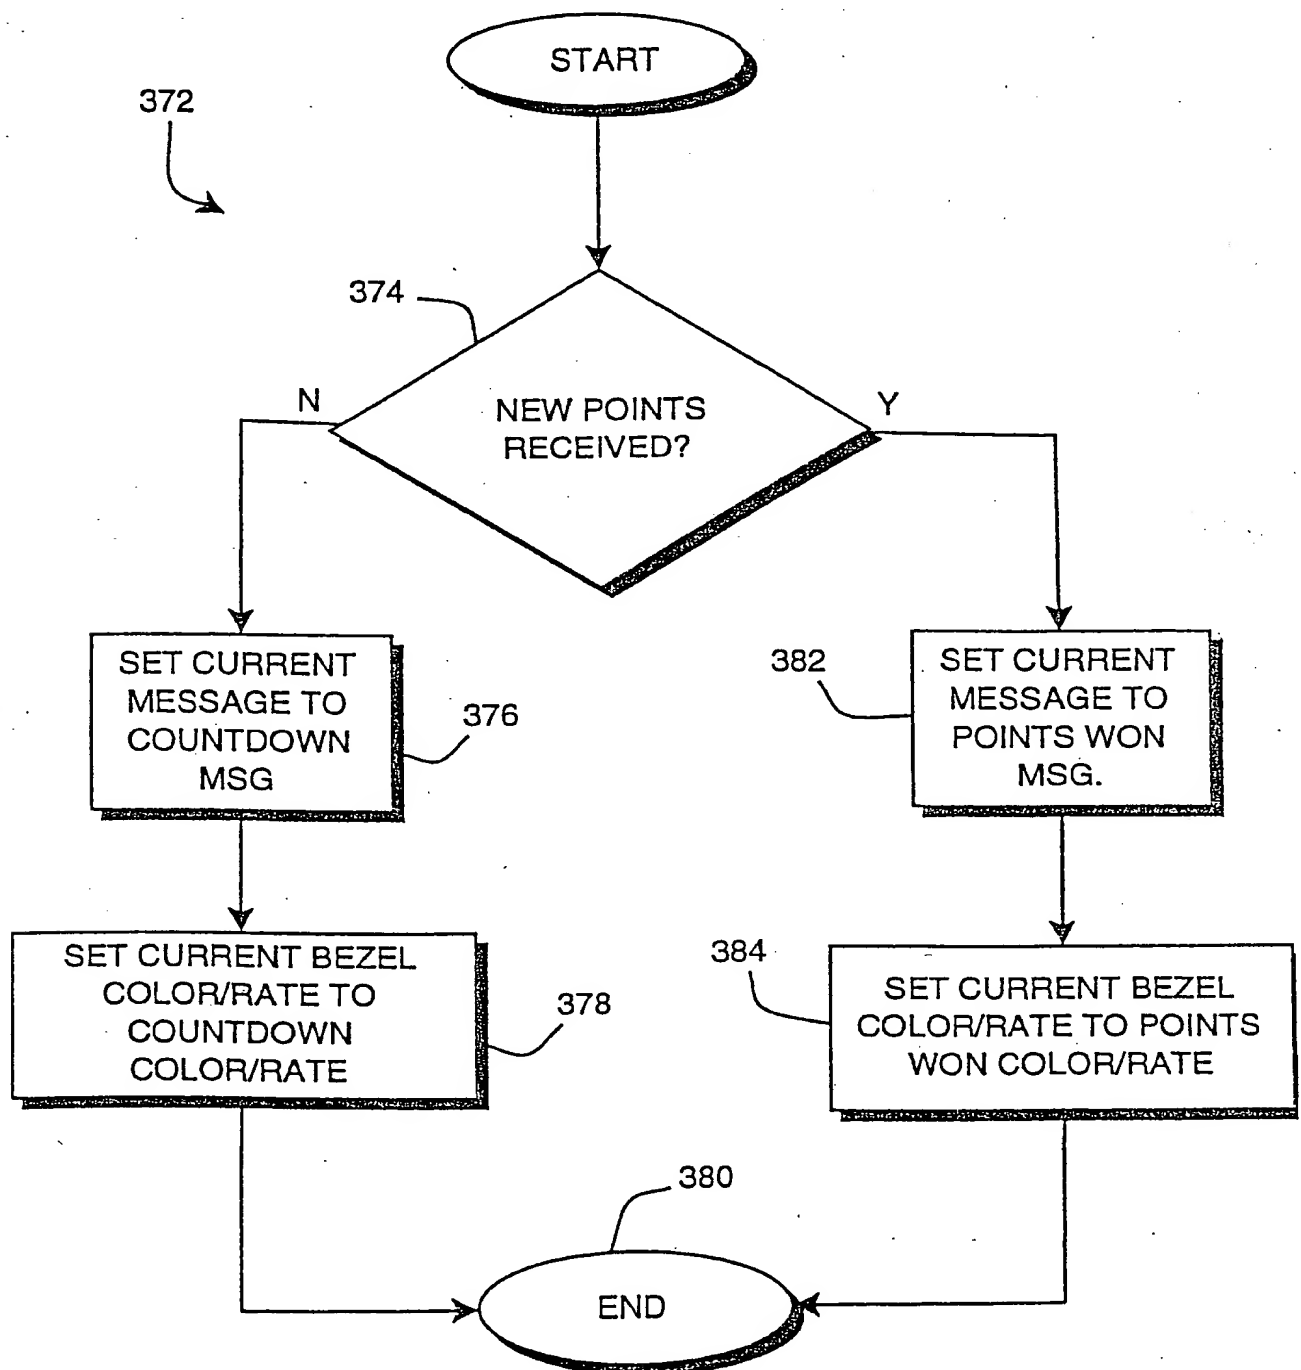 START
372
374
N
NEW POINTS
RECEIVED?
Y
SET CURRENT
MESSAGE TO
COUNTDOWN
MSG
376
382
SET CURRENT
MESSAGE TO
POINTS WON
MSG.
SET CURRENT BEZEL
COLOR/RATE TO
COUNTDOWN
COLOR/RATE
378
384
SET CURRENT BEZEL
COLOR/RATE TO POINTS
WON COLOR/RATE
380
END